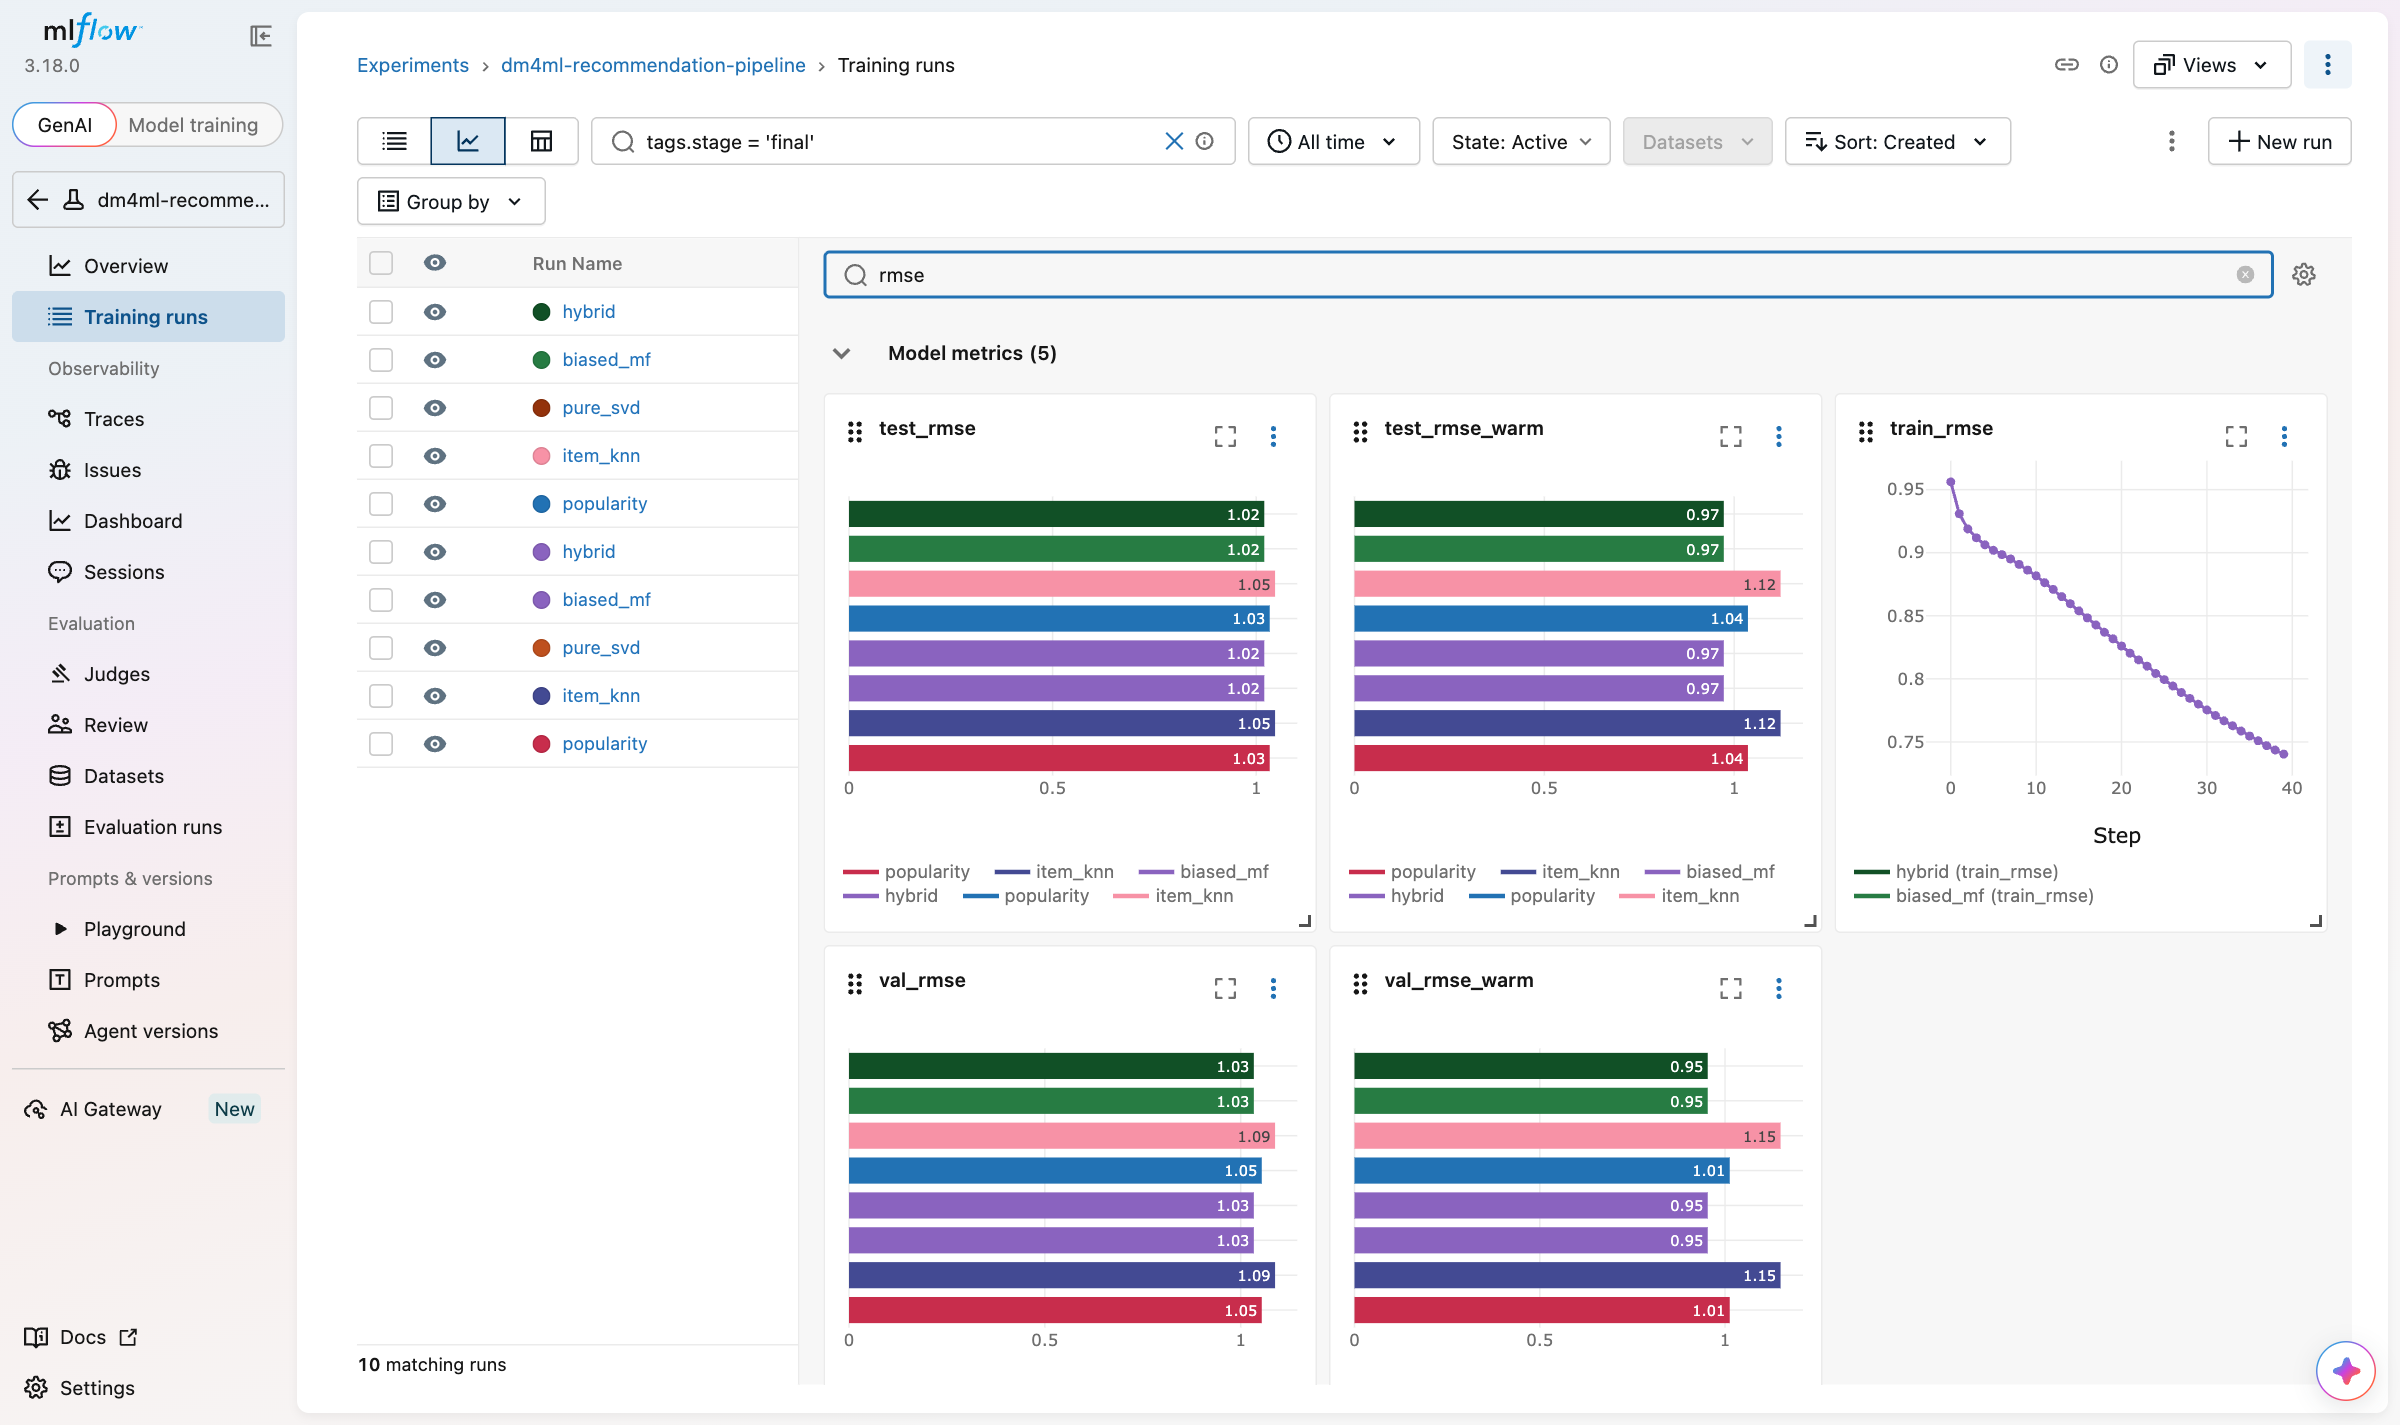 mlflow
3.18.0
GenAI
Model training
dm4ml-recomme...
Overview
Training runs
Observability
Traces
Issues
Dashboard
Sessions
Evaluation
Judges
Review
Datasets
Evaluation runs
Prompts & versions
Playground
Prompts
Agent versions
AI Gateway
New
Docs
Settings
Experiments › dm4ml-recommendation-pipeline › Training runs
Views
tags.stage = 'final'
All time
State: Active
Datasets
Sort: Created
New run
Group by
Run Name
hybrid
biased_mf
pure_svd
item_knn
popularity
hybrid
biased_mf
pure_svd
item_knn
popularity
10 matching runs
rmse
Model metrics (5)
test_rmse
1.02
1.02
1.05
1.03
1.02
1.02
1.05
1.03
0 0.5 1
popularity item_knn biased_mf
hybrid popularity item_knn
test_rmse_warm
0.97
0.97
1.12
1.04
0.97
0.97
1.12
1.04
0 0.5 1
popularity item_knn biased_mf
hybrid popularity item_knn
train_rmse
0.95
0.9
0.85
0.8
0.75
0 10 20 30 40
Step
hybrid (train_rmse)
biased_mf (train_rmse)
val_rmse
1.03
1.03
1.09
1.05
1.03
1.03
1.09
1.05
0 0.5 1
val_rmse_warm
0.95
0.95
1.15
1.01
0.95
0.95
1.15
1.01
0 0.5 1